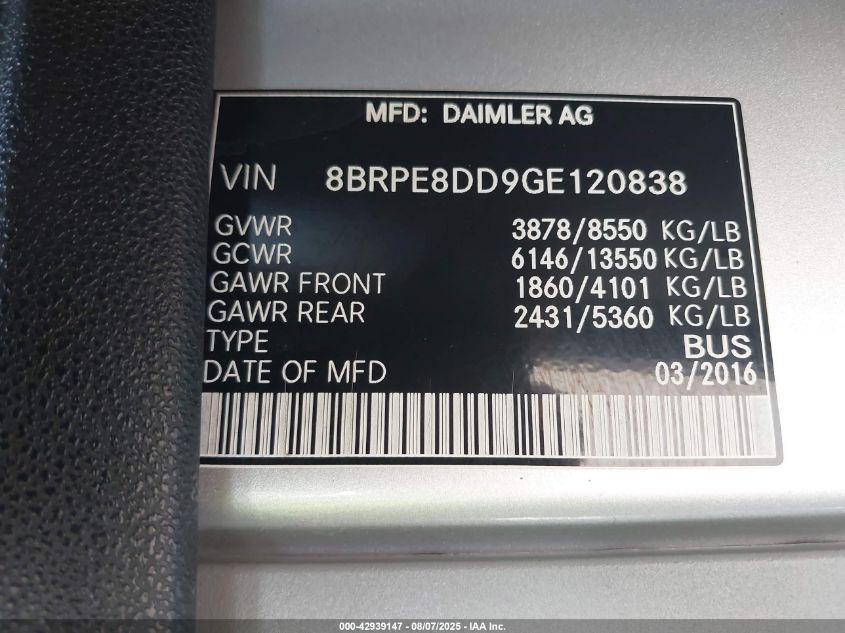 MFD: DAIMLER AG
VIN 8BRPE8DD9GE120838
GVWR 3878/8550 KG/LB
GCWR 6146/13550 KG/LB
GAWR FRONT 1860/4101 KG/LB
GAWR REAR 2431/5360 KG/LB
TYPE BUS
DATE OF MFD 03/2016
000-42939147 - 08/07/2025 - IAA Inc.